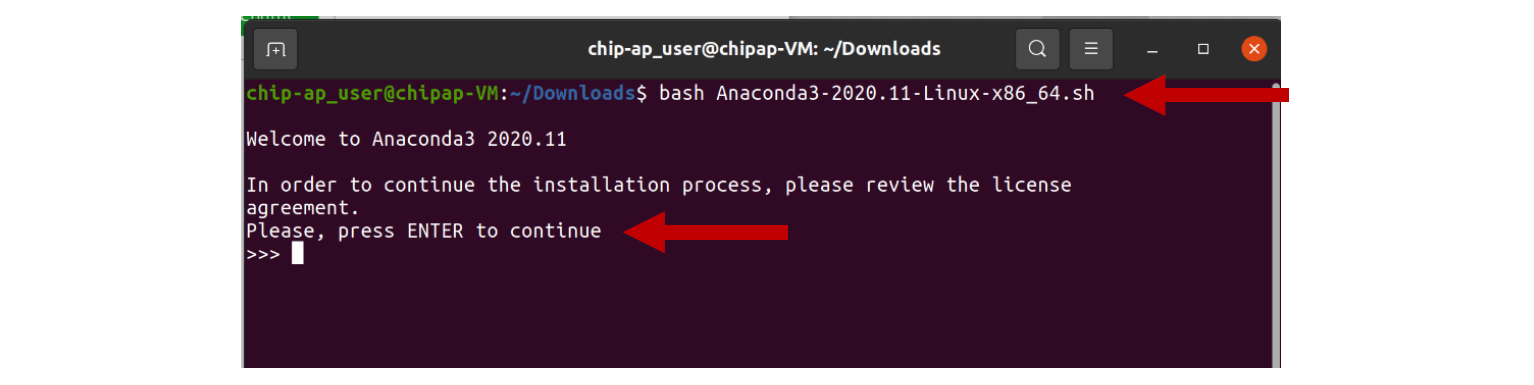 chip-ap_user@chipap-VM: ~/Downloads
chip-ap_user@chipap-VM:~/Downloads$ bash Anaconda3-2020.11-Linux-x86_64.sh
Welcome to Anaconda3 2020.11
In order to continue the installation process, please review the license
agreement.
Please, press ENTER to continue
>>>